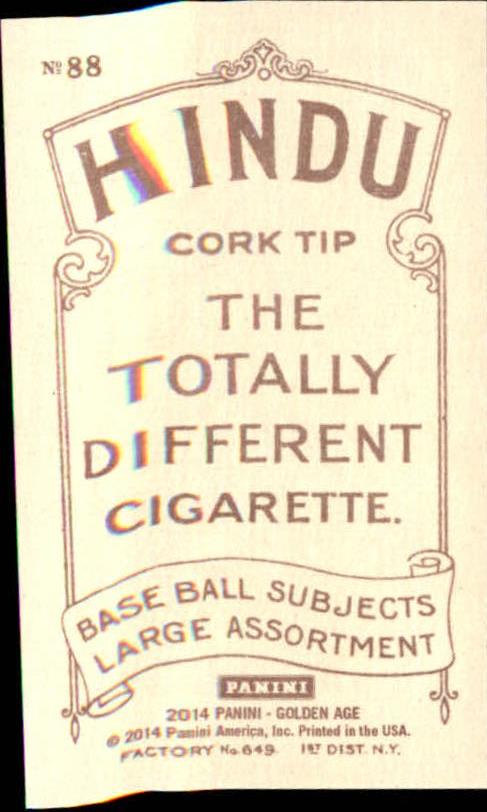 Nº 88
HINDU
CORK TIP
THE
TOTALLY
DIFFERENT
CIGARETTE.
BASE BALL SUBJECTS
LARGE ASSORTMENT
PANINI
2014 PANINI - GOLDEN AGE
© 2014 Panini America, Inc. Printed in the USA.
FACTORY No. 649 1ST DIST. N.Y.